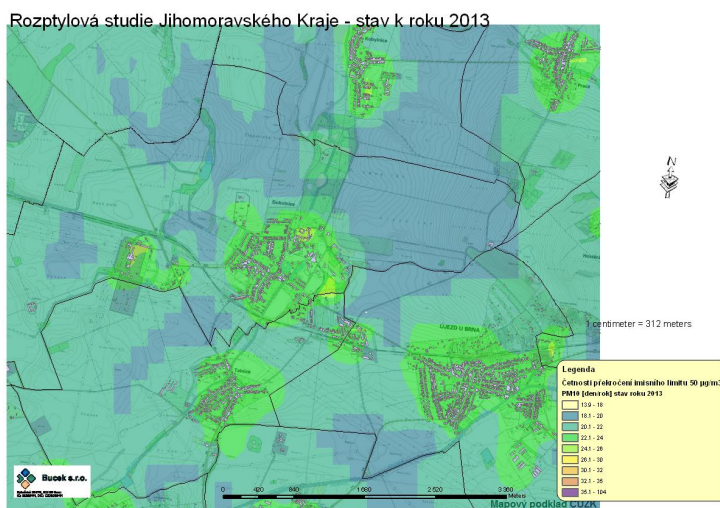 Rozptylová studie Jihomoravského Kraje - stav k roku 2013
Sokolnice
Telnice
ÚJEZD U BRNA
N
1 centimeter = 312 meters
Legenda
Četnosti překročení imisního limitu 50 µg/m3
PM10 [den/rok] stav roku 2013
13.9 - 18
18.1 - 20
20.1 - 22
22.1 - 24
24.1 - 26
26.1 - 30
30.1 - 32
32.1 - 35
35.1 - 104
Bucek s.r.o.
0 420 840 1 680 2 520 3 360
Meters
Mapový podklad ČÚZK